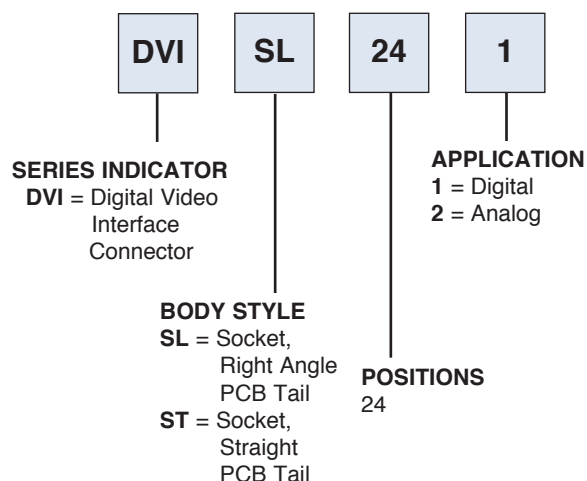 DVI SL 24 1
SERIES INDICATOR
DVI = Digital Video
Interface
Connector
BODY STYLE
SL = Socket,
Right Angle
PCB Tail
ST = Socket,
Straight
PCB Tail
POSITIONS
24
APPLICATION
1 = Digital
2 = Analog